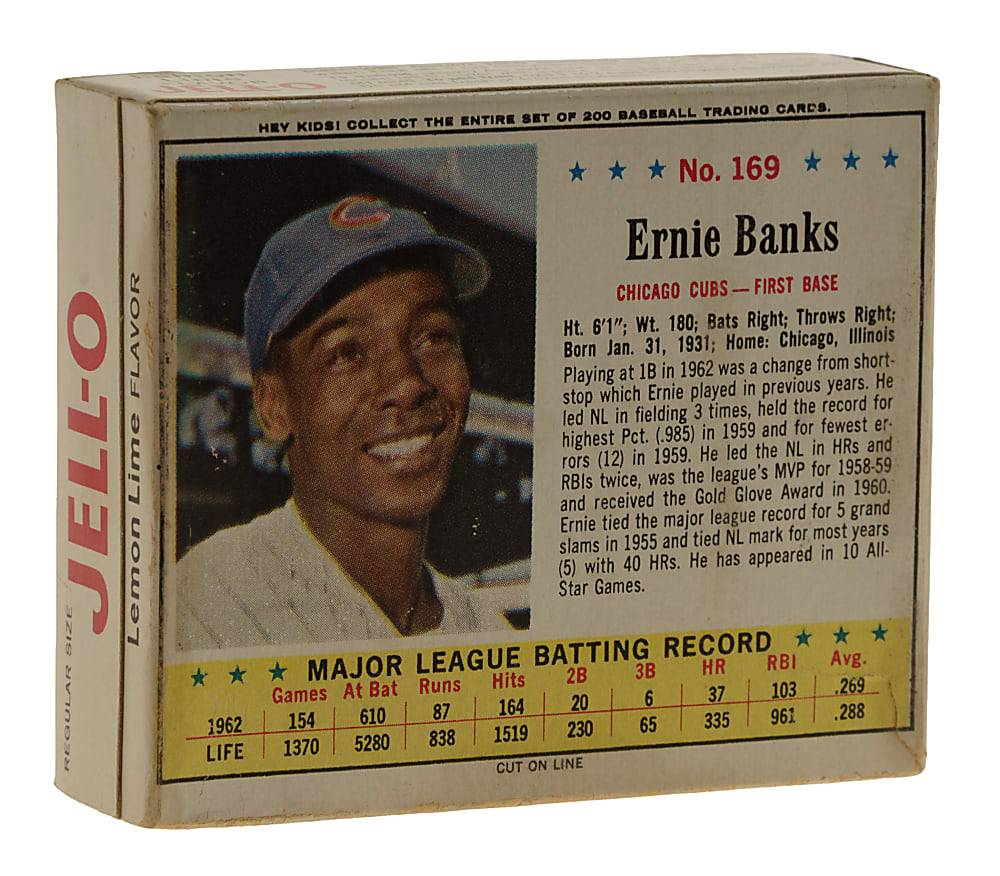 O-LLEJ
HEY KIDS! COLLECT THE ENTIRE SET OF 200 BASEBALL TRADING CARDS.
C
No. 169
Ernie Banks
CHICAGO CUBS — FIRST BASE
Ht. 6'1"; Wt. 180; Bats Right; Throws Right;
Born Jan. 31, 1931; Home: Chicago, Illinois
Playing at 1B in 1962 was a change from short-
stop which Ernie played in previous years. He
led NL in fielding 3 times, held the record for
highest Pct. (.985) in 1959 and for fewest er-
rors (12) in 1959. He led the NL in HRs and
RBIs twice, was the league's MVP for 1958-59
and received the Gold Glove Award in 1960.
Ernie tied the major league record for 5 grand
slams in 1955 and tied NL mark for most years
(5) with 40 HRs. He has appeared in 10 All-
Star Games.
MAJOR LEAGUE BATTING RECORD
Games At Bat Runs Hits 2B 3B HR RBI Avg.
1962 154 610 87 164 20 6 37 103 .269
LIFE 1370 5280 838 1519 230 65 335 961 .288
CUT ON LINE
REGULAR SIZE
JELL-O
Lemon Lime FLAVOR